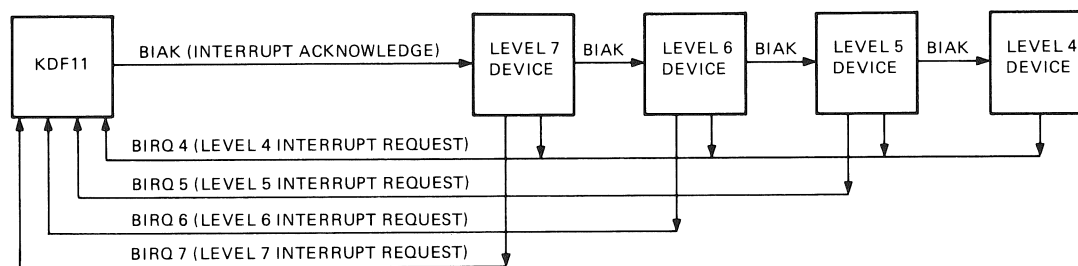 KDF11
BIAK (INTERRUPT ACKNOWLEDGE)
LEVEL 7
DEVICE
BIAK
LEVEL 6
DEVICE
BIAK
LEVEL 5
DEVICE
BIAK
LEVEL 4
DEVICE
BIRQ 4 (LEVEL 4 INTERRUPT REQUEST)
BIRQ 5 (LEVEL 5 INTERRUPT REQUEST)
BIRQ 6 (LEVEL 6 INTERRUPT REQUEST)
BIRQ 7 (LEVEL 7 INTERRUPT REQUEST)